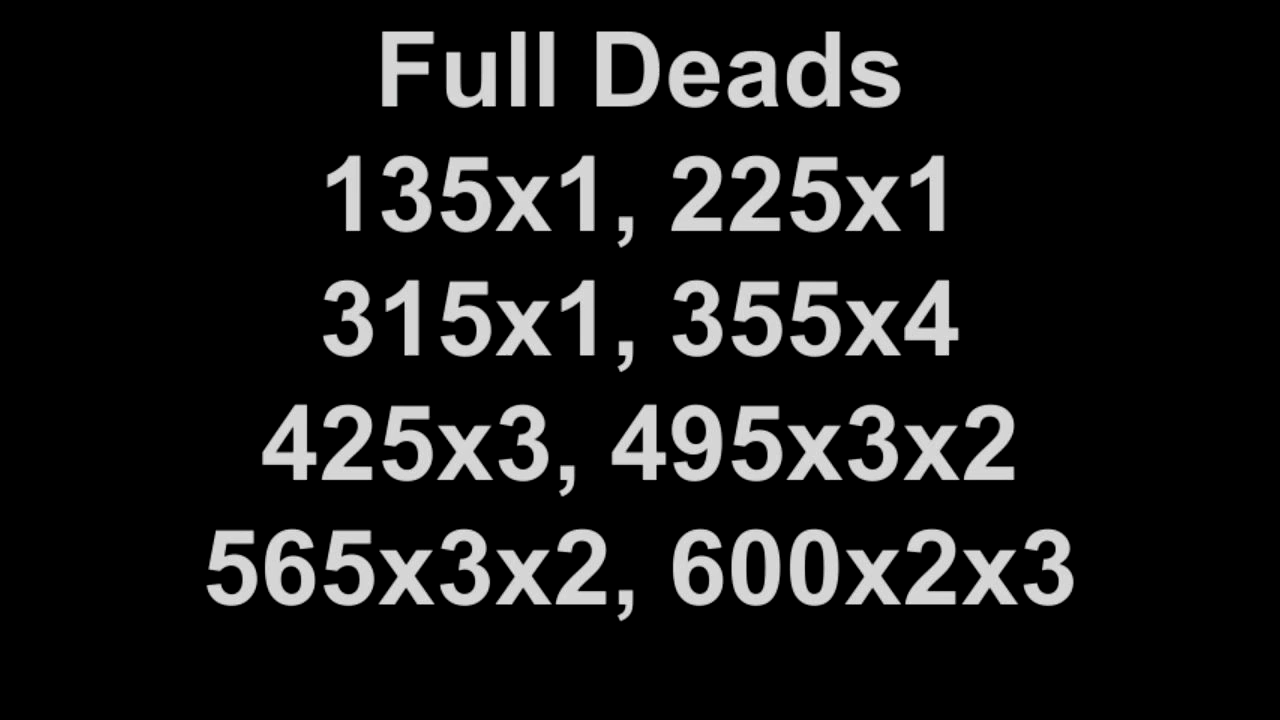 Full Deads
135x1, 225x1
315x1, 355x4
425x3, 495x3x2
565x3x2, 600x2x3